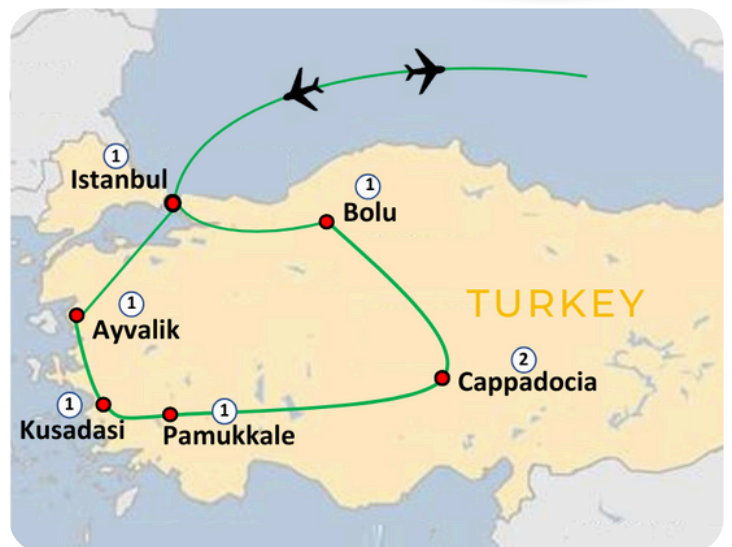 1
Istanbul
1
Bolu
TURKEY
1
Ayvalik
2
Cappadocia
1
Kusadasi
1
Pamukkale